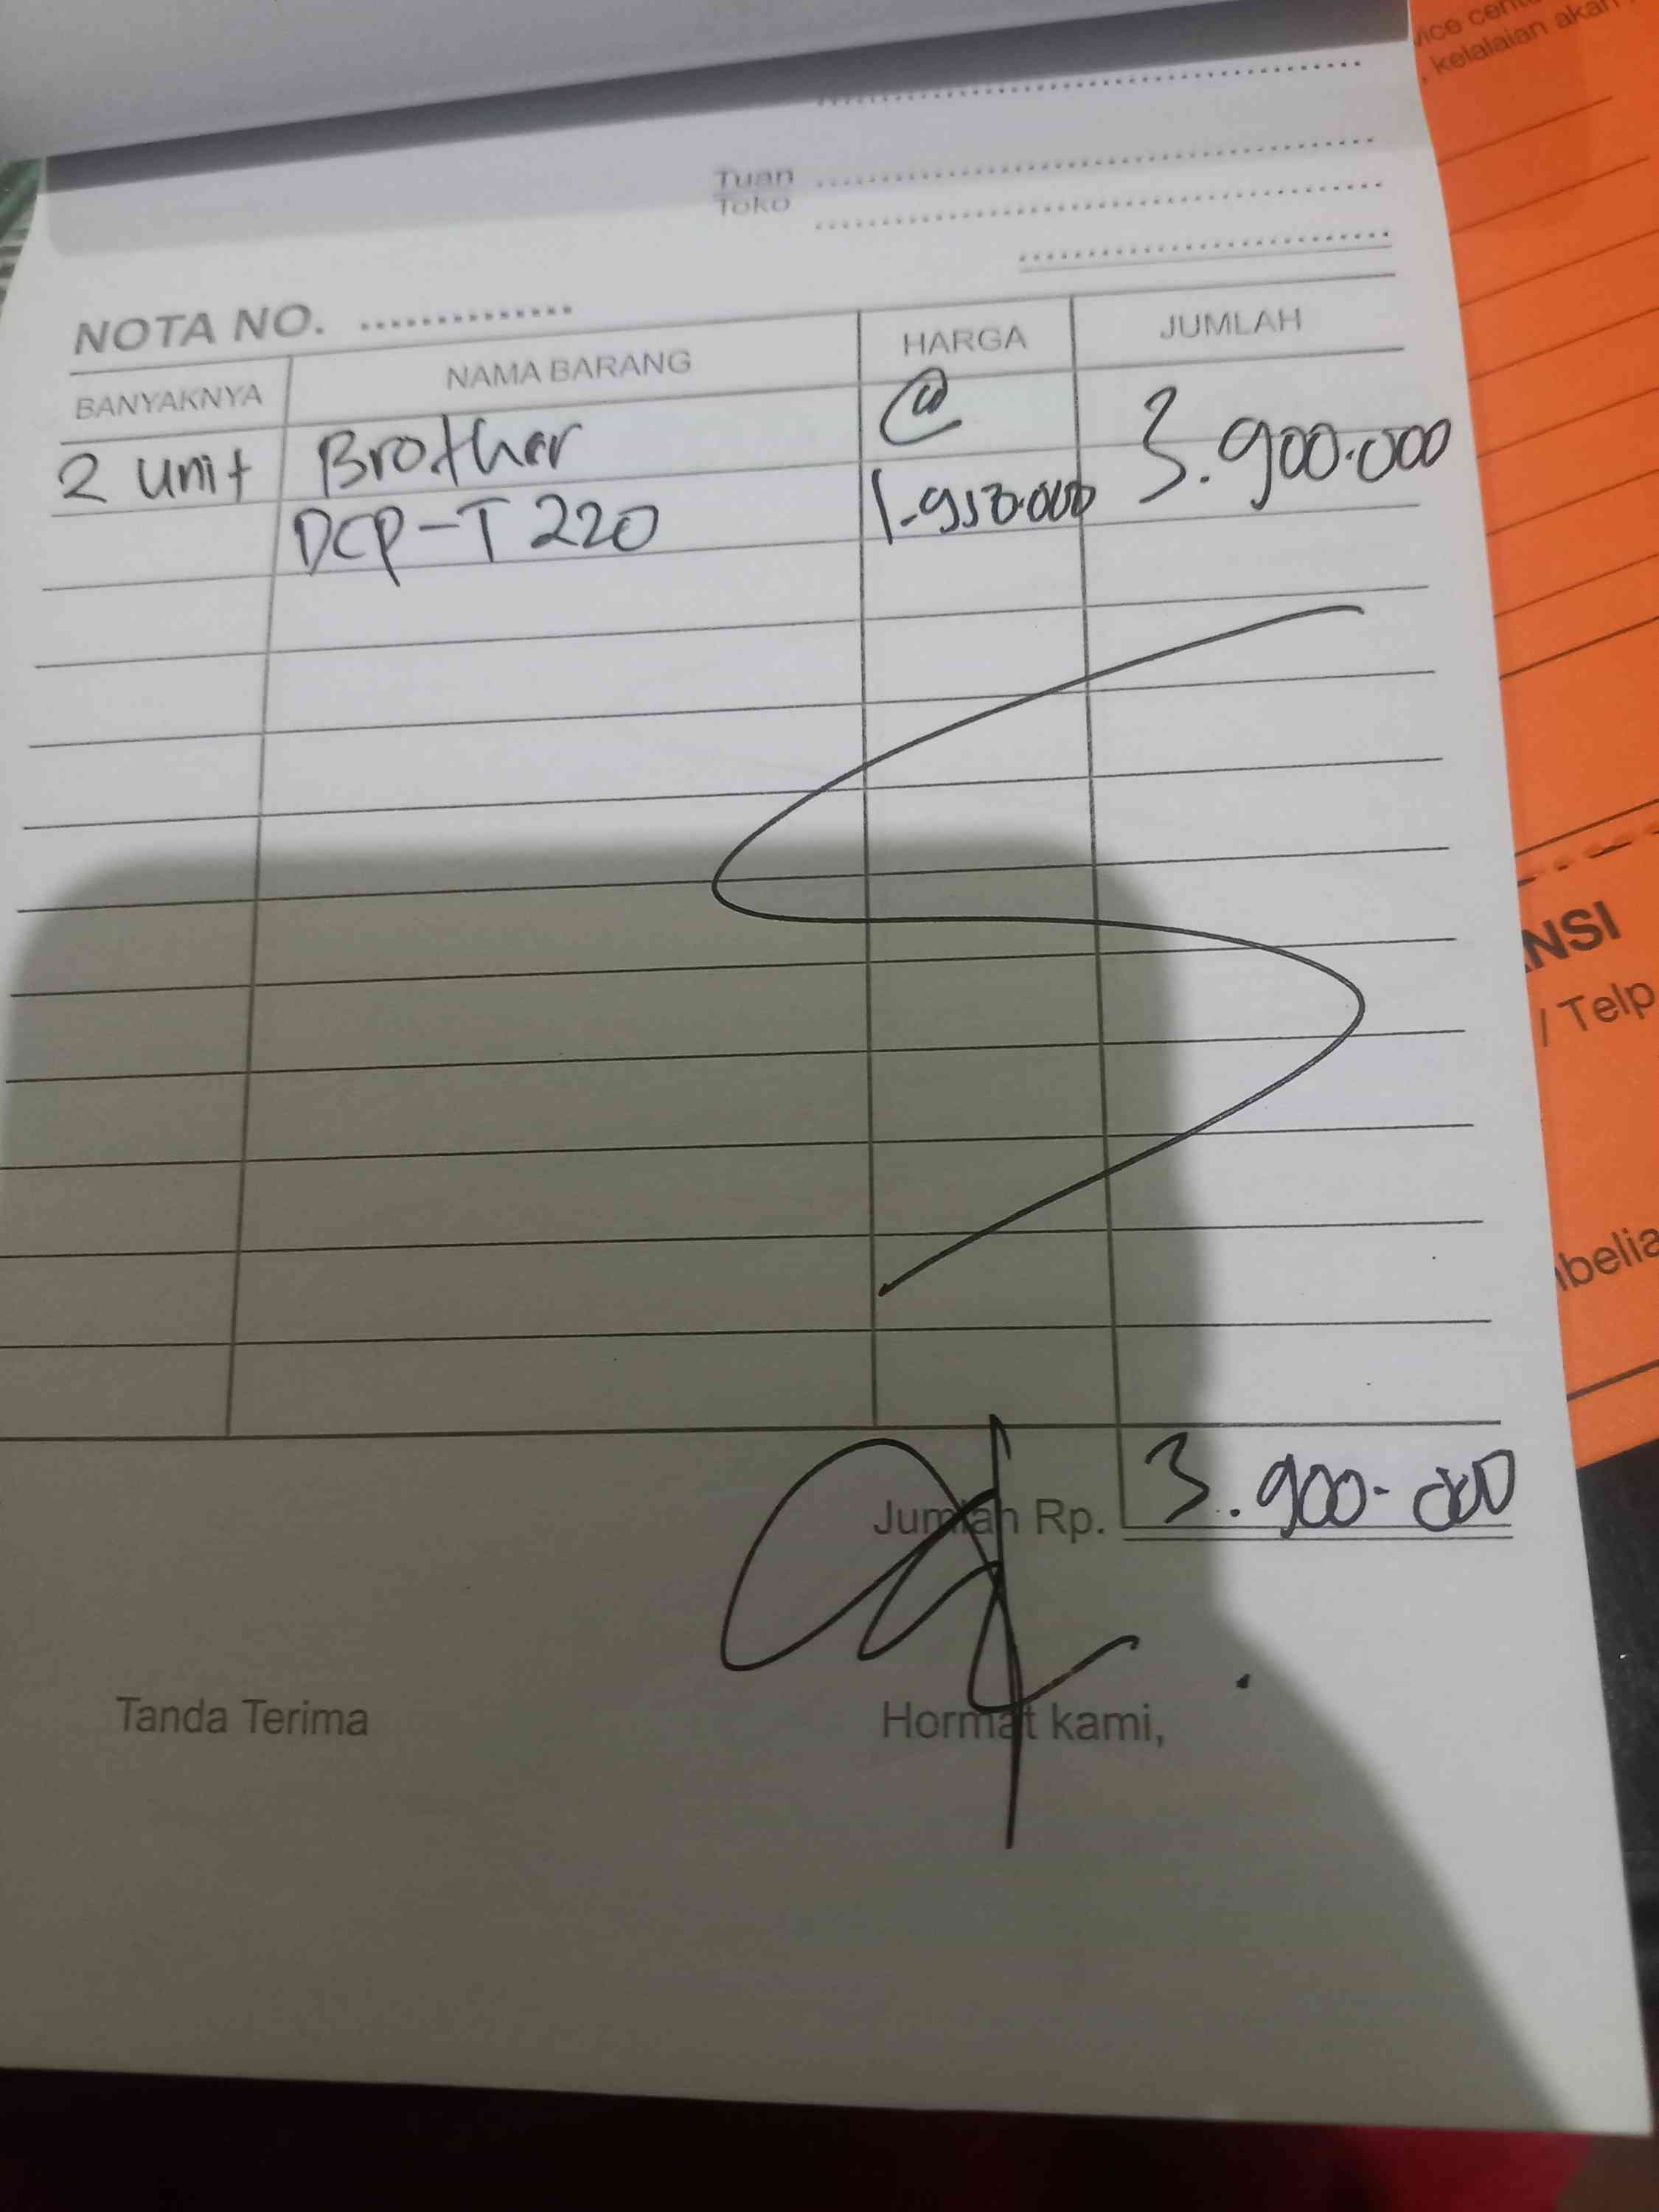 Tuan
Toko
NOTA NO. ................
BANYAKNYA NAMA BARANG HARGA JUMLAH
2 unit Brother @ 3.900.000
DCP-T220 1.950.000
Jumlah Rp. 3.900.000
Tanda Terima Hormat kami,
kelalaian akan
NSI
/ Telp